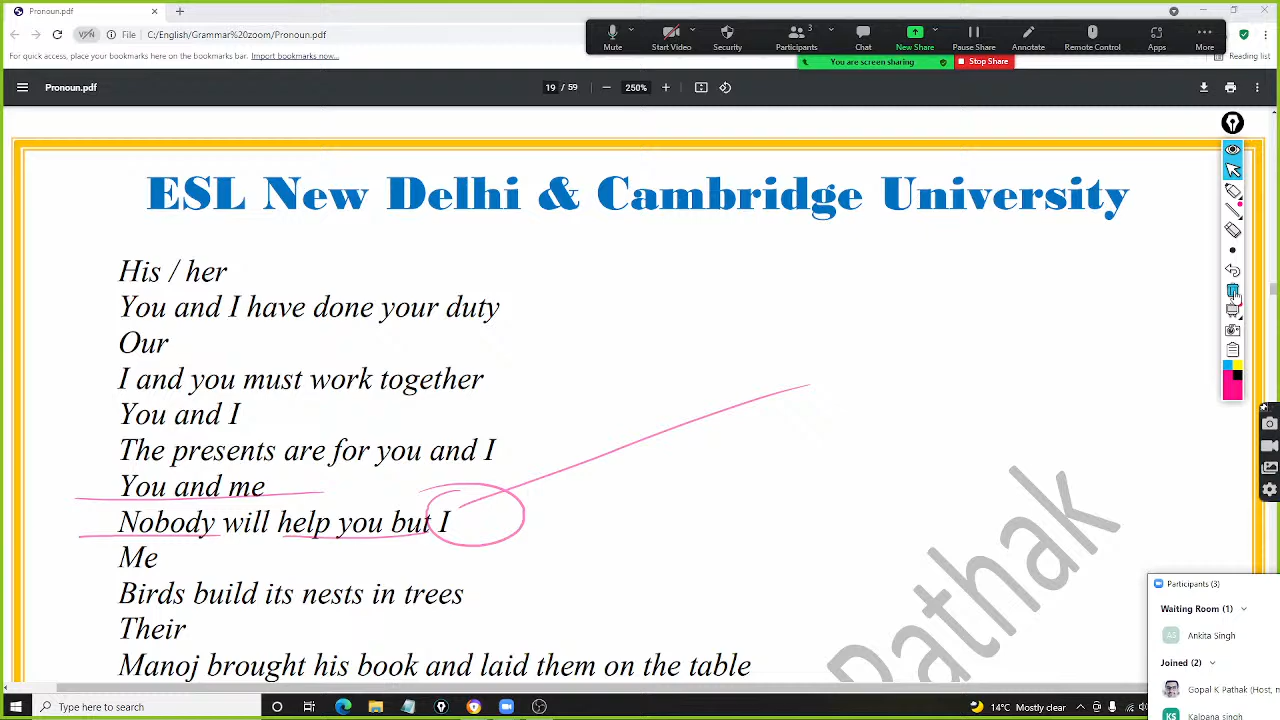 Pronoun.pdf
File
C:/English/Grammar%20zoom/Pronoun.pdf
For quick access, place your bookmarks here on the bookmarks bar. Import bookmarks now...
Reading list
Mute
Start Video
Security
3
Participants
Chat
New Share
Pause Share
Annotate
Remote Control
Apps
More
You are screen sharing
Stop Share
Pronoun.pdf
19 / 59
250%
ESL New Delhi & Cambridge University
His / her
You and I have done your duty
Our
I and you must work together
You and I
The presents are for you and I
You and me
Nobody will help you but I
Me
Birds build its nests in trees
Their
Manoj brought his book and laid them on the table
Pathak
Participants (3)
Waiting Room (1)
AS
Ankita Singh
Joined (2)
Gopal K Pathak (Host, m
KS
Kalpana singh
Type here to search
14°C Mostly clear